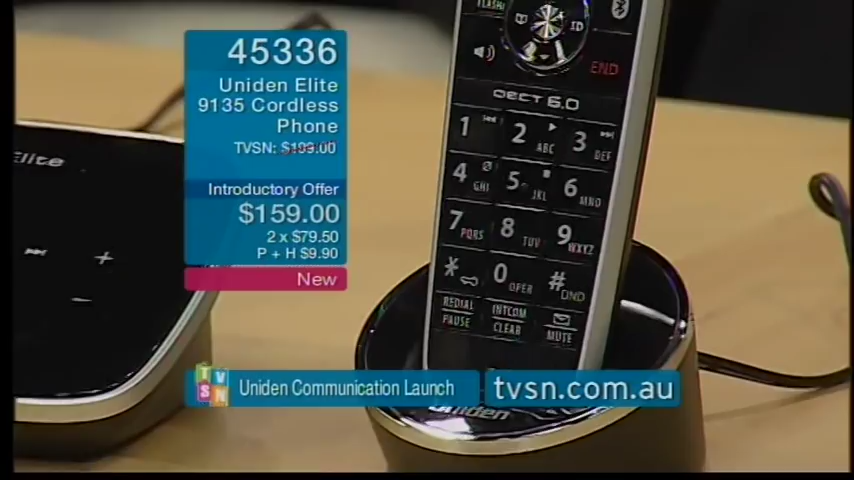 45336
Uniden Elite
9135 Cordless
Phone
TVSN: $199.00
Introductory Offer
$159.00
2 x $79.50
P + H $9.90
New
Elite
FLASH
ID
END
DECT 6.0
1
2 ABC
3 DEF
4 GHI
5 JKL
6 MNO
7 PQRS
8 TUV
9 WXYZ
*
0 OPER
# DND
REDIAL
PAUSE
INTCOM
CLEAR
MUTE
TVSN
Uniden Communication Launch
tvsn.com.au
Uniden